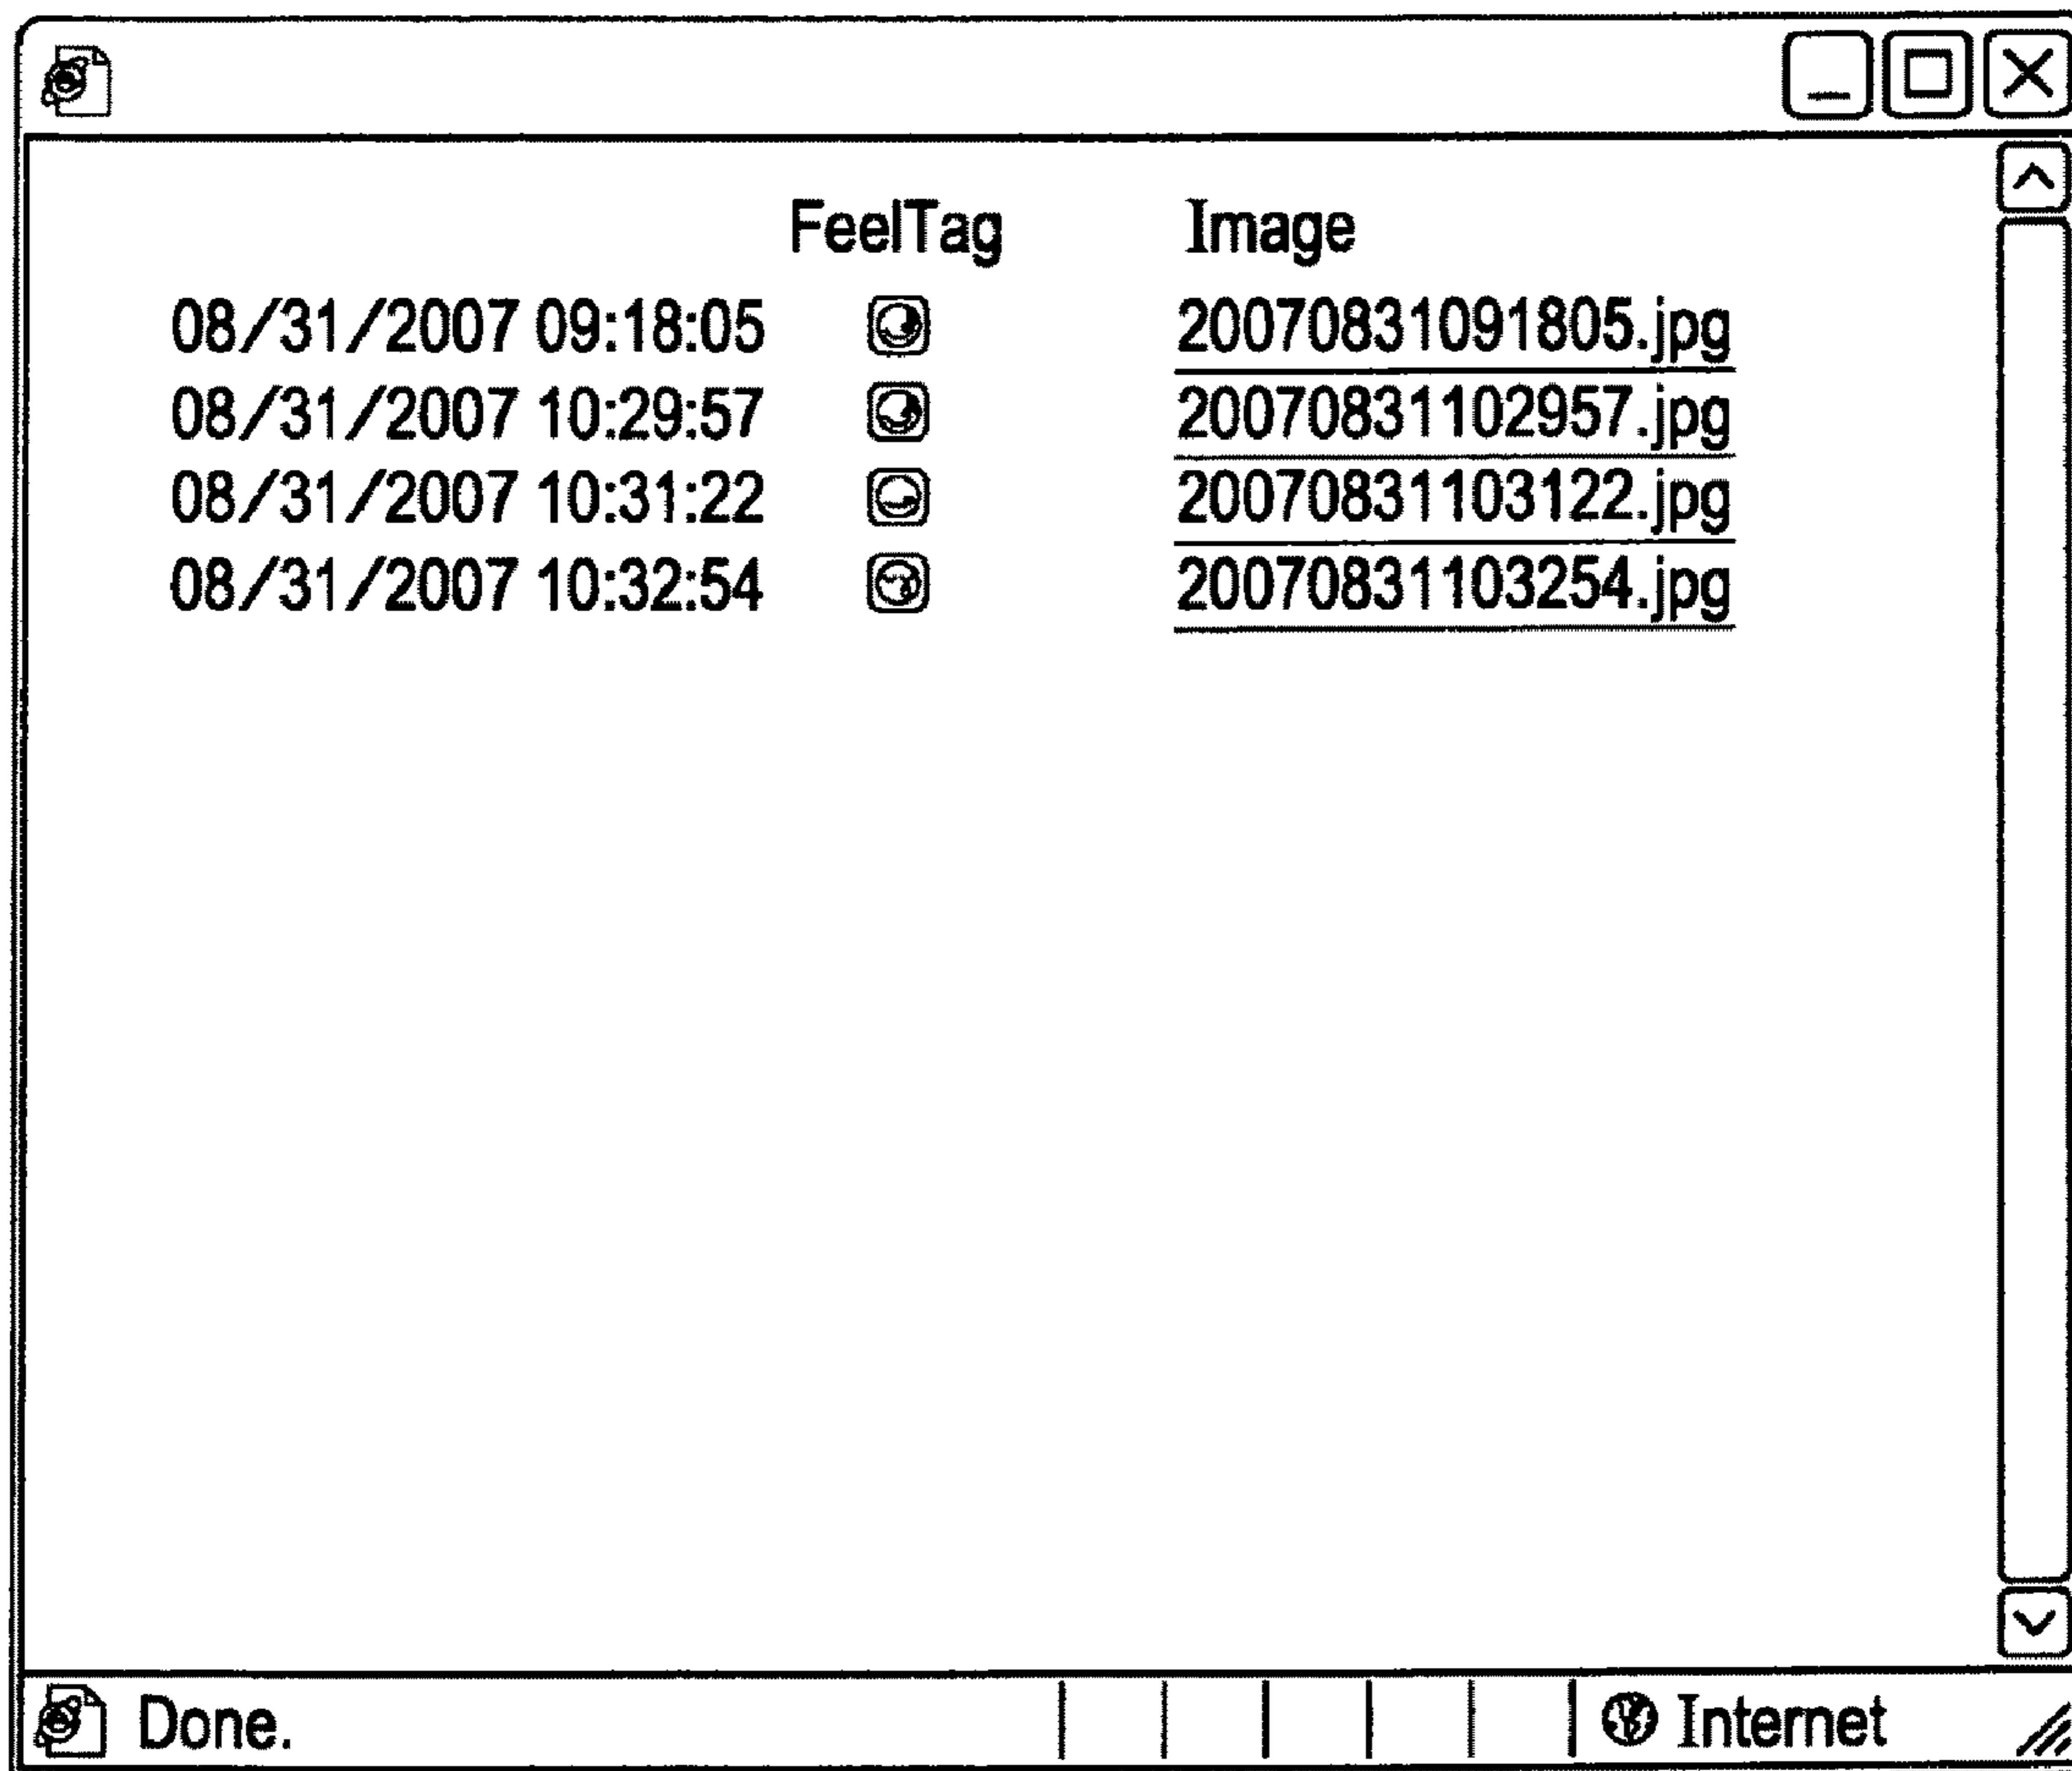 FeelTag Image
08/31/2007 09:18:05 20070831091805.jpg
08/31/2007 10:29:57 20070831102957.jpg
08/31/2007 10:31:22 20070831103122.jpg
08/31/2007 10:32:54 20070831103254.jpg
Done. Internet